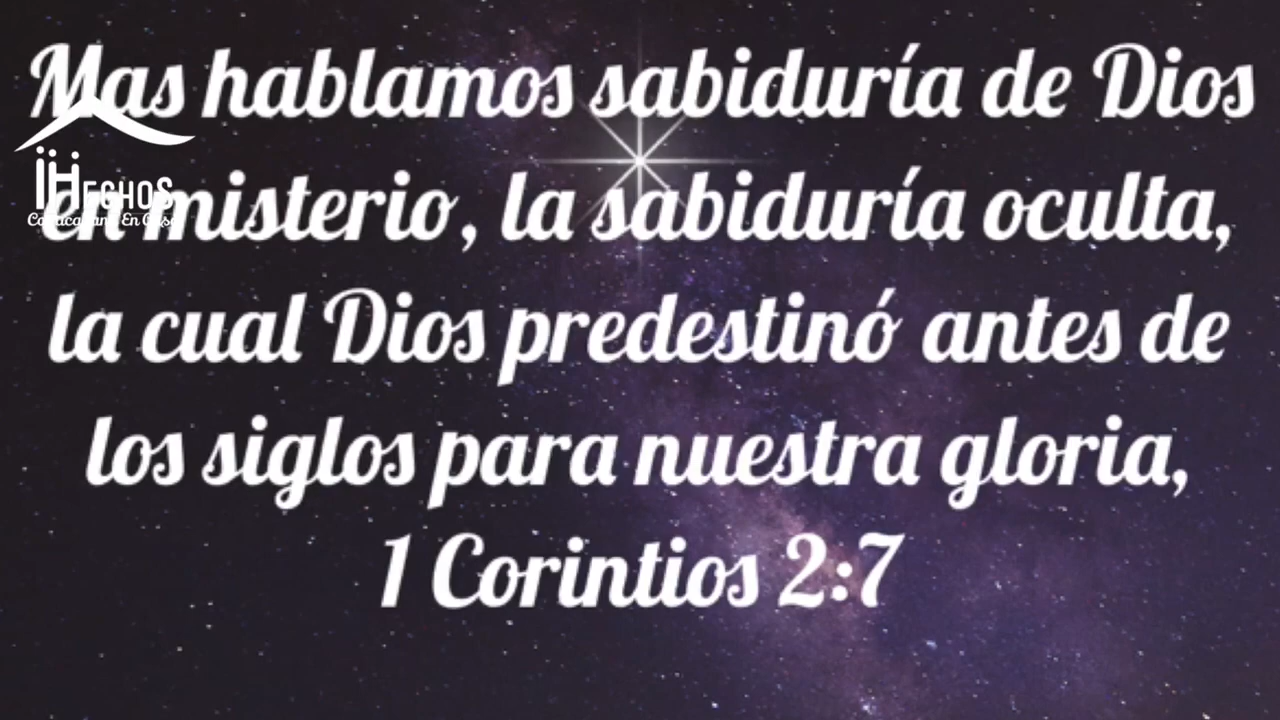 Mas hablamos sabiduría de Dios
HECHOS
en misterio, la sabiduría oculta,
la cual Dios predestinó antes de
los siglos para nuestra gloria,
1 Corintios 2:7